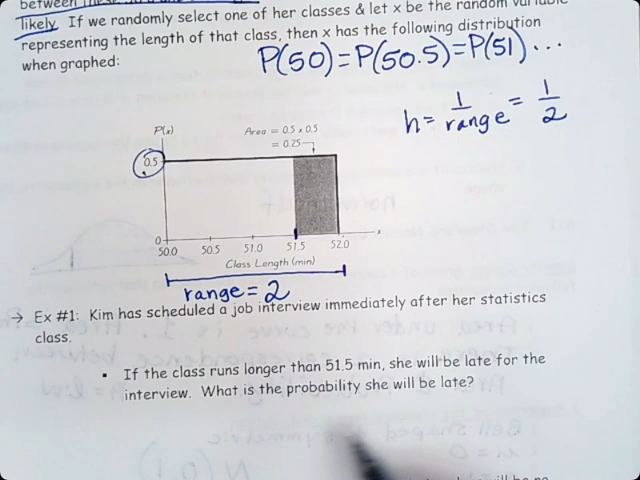 between
likely. If we randomly select one of her classes & let x be the random variable
representing the length of that class, then x has the following distribution
when graphed:
P(50) = P(50.5) = P(51) ...
h = 1/range = 1/2
P(x)
Area = 0.5 x 0.5
= 0.25
0.5
0
50.0 50.5 51.0 51.5 52.0 x
Class Length (min)
range = 2
→ Ex #1: Kim has scheduled a job interview immediately after her statistics
class.
• If the class runs longer than 51.5 min, she will be late for the
interview. What is the probability she will be late?